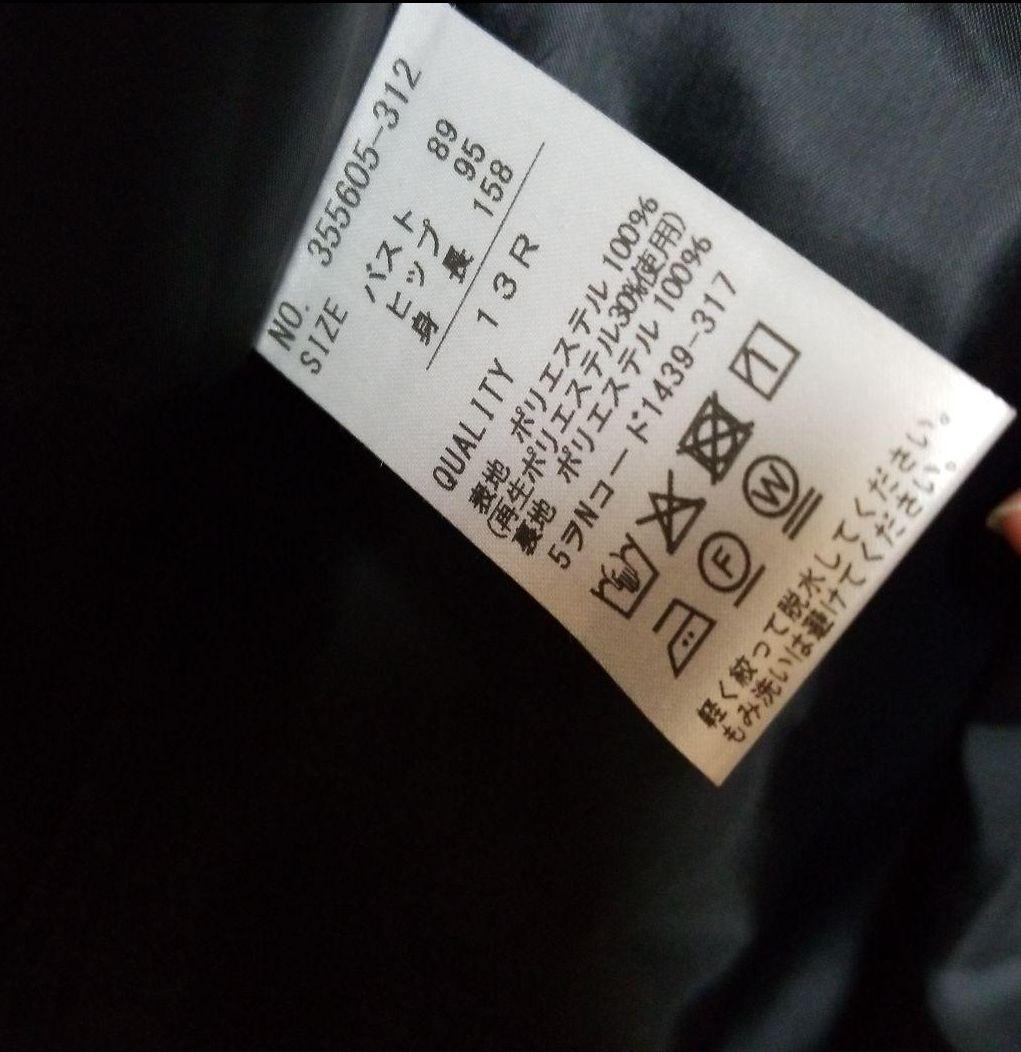 NO. 355605-312
SIZE
バスト 89
ヒップ 95
身長 158
13R
QUALITY
表地 ポリエステル 100%
(再生ポリエステル30%使用)
裏地 ポリエステル 100%
5ヲNコード1439-317
F W
軽く絞って脱水してください。
もみ洗いは避けてください。